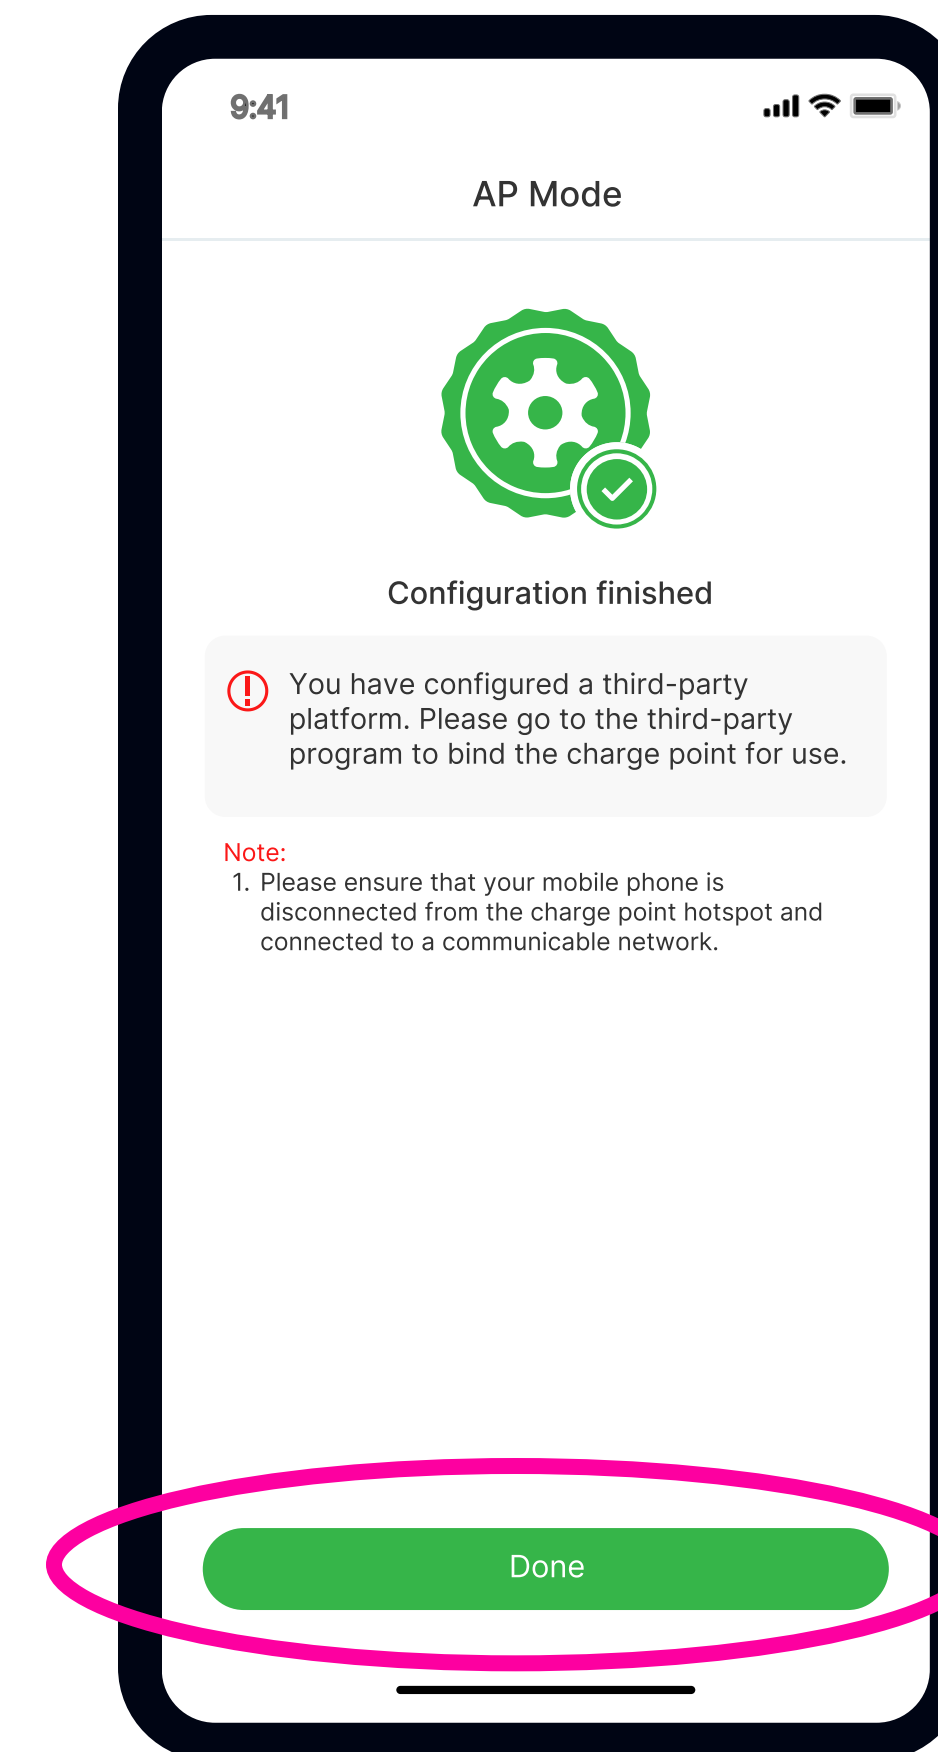 9:41
AP Mode
Configuration finished
You have configured a third-party
platform. Please go to the third-party
program to bind the charge point for use.
Note:
1. Please ensure that your mobile phone is
disconnected from the charge point hotspot and
connected to a communicable network.
Done